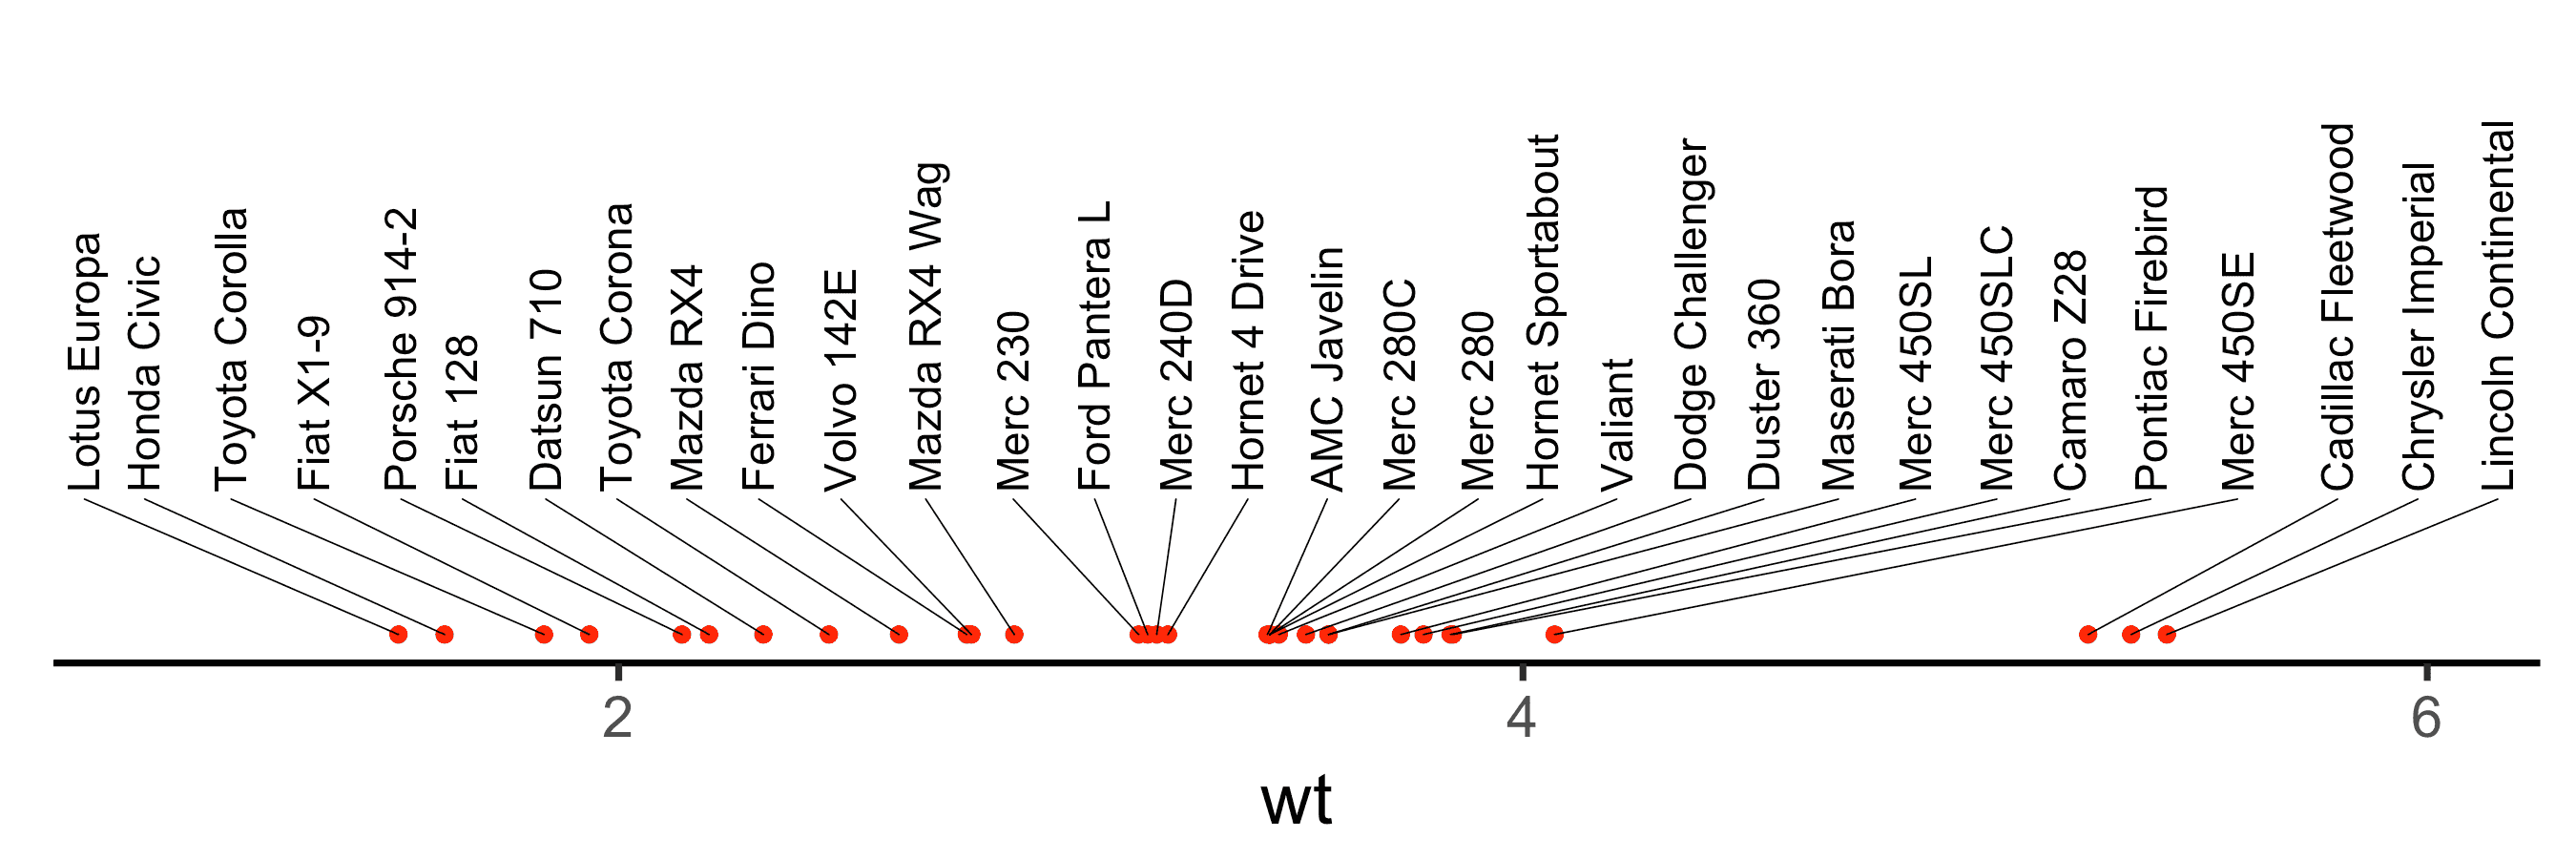 Lotus Europa
Honda Civic
Toyota Corolla
Fiat X1-9
Porsche 914-2
Fiat 128
Datsun 710
Toyota Corona
Mazda RX4
Ferrari Dino
Volvo 142E
Mazda RX4 Wag
Merc 230
Ford Pantera L
Merc 240D
Hornet 4 Drive
AMC Javelin
Merc 280C
Merc 280
Hornet Sportabout
Valiant
Dodge Challenger
Duster 360
Maserati Bora
Merc 450SL
Merc 450SLC
Camaro Z28
Pontiac Firebird
Merc 450SE
Cadillac Fleetwood
Chrysler Imperial
Lincoln Continental
2 4 6
wt